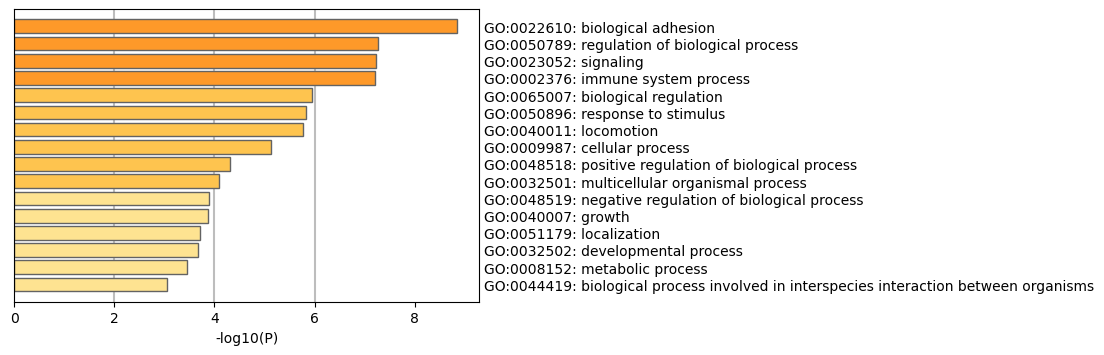 GO:0022610: biological adhesion
GO:0050789: regulation of biological process
GO:0023052: signaling
GO:0002376: immune system process
GO:0065007: biological regulation
GO:0050896: response to stimulus
GO:0040011: locomotion
GO:0009987: cellular process
GO:0048518: positive regulation of biological process
GO:0032501: multicellular organismal process
GO:0048519: negative regulation of biological process
GO:0040007: growth
GO:0051179: localization
GO:0032502: developmental process
GO:0008152: metabolic process
GO:0044419: biological process involved in interspecies interaction between organisms
0 2 4 6 8
-log10(P)